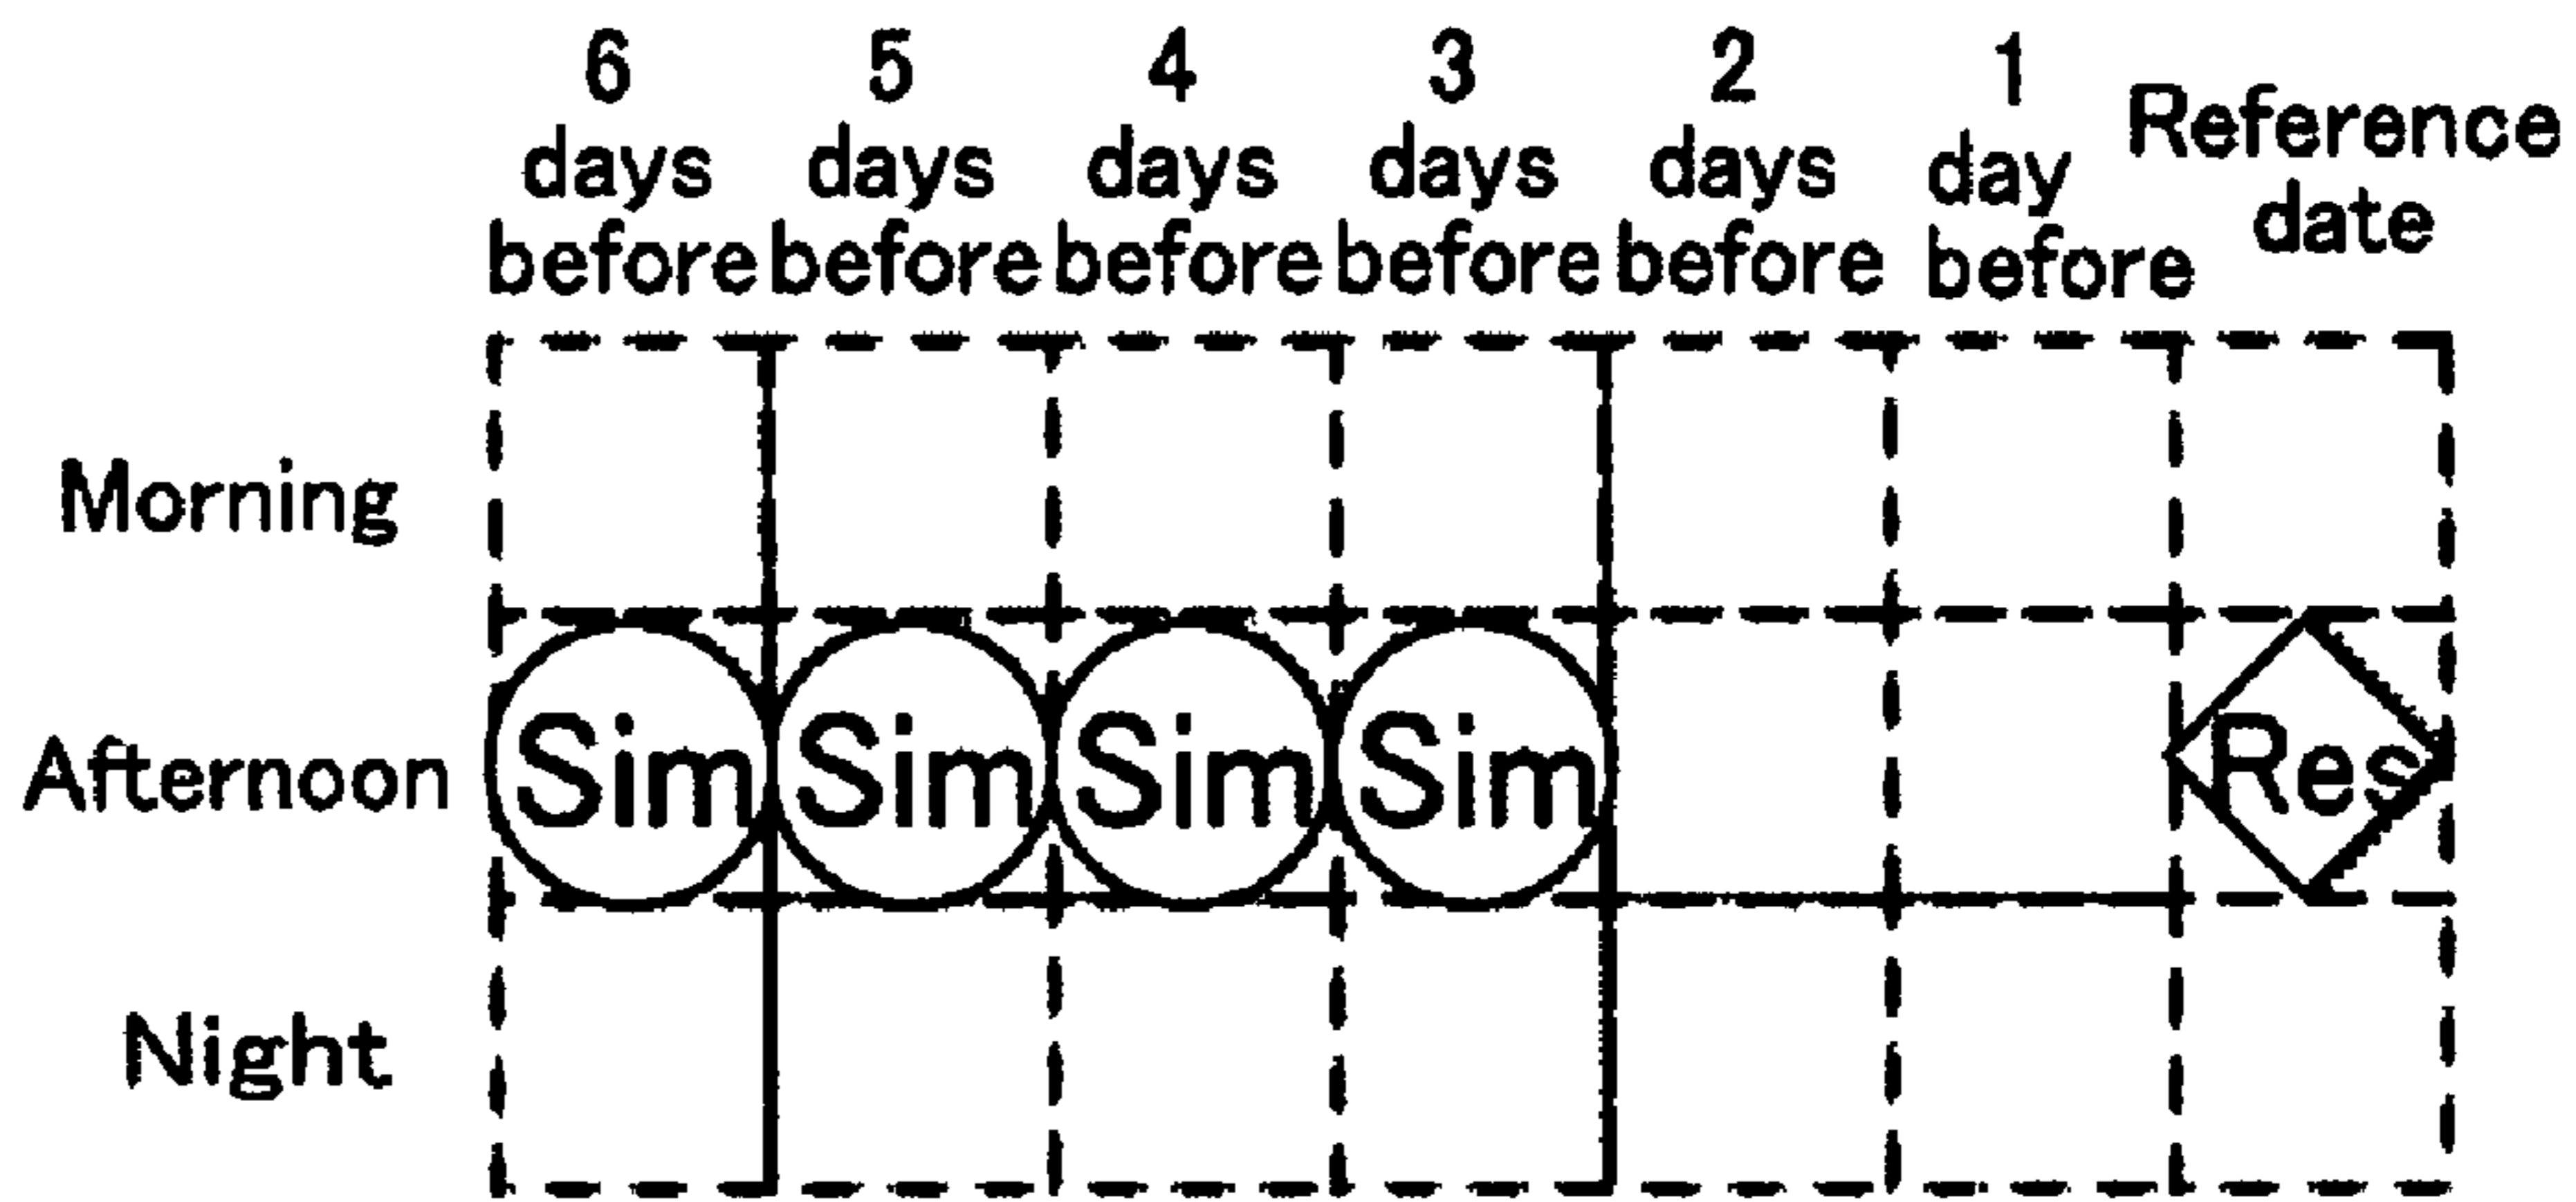 6 5 4 3 2 1 Reference
days days days days days day date
before before before before before before
Morning
Afternoon Sim Sim Sim Sim Res
Night